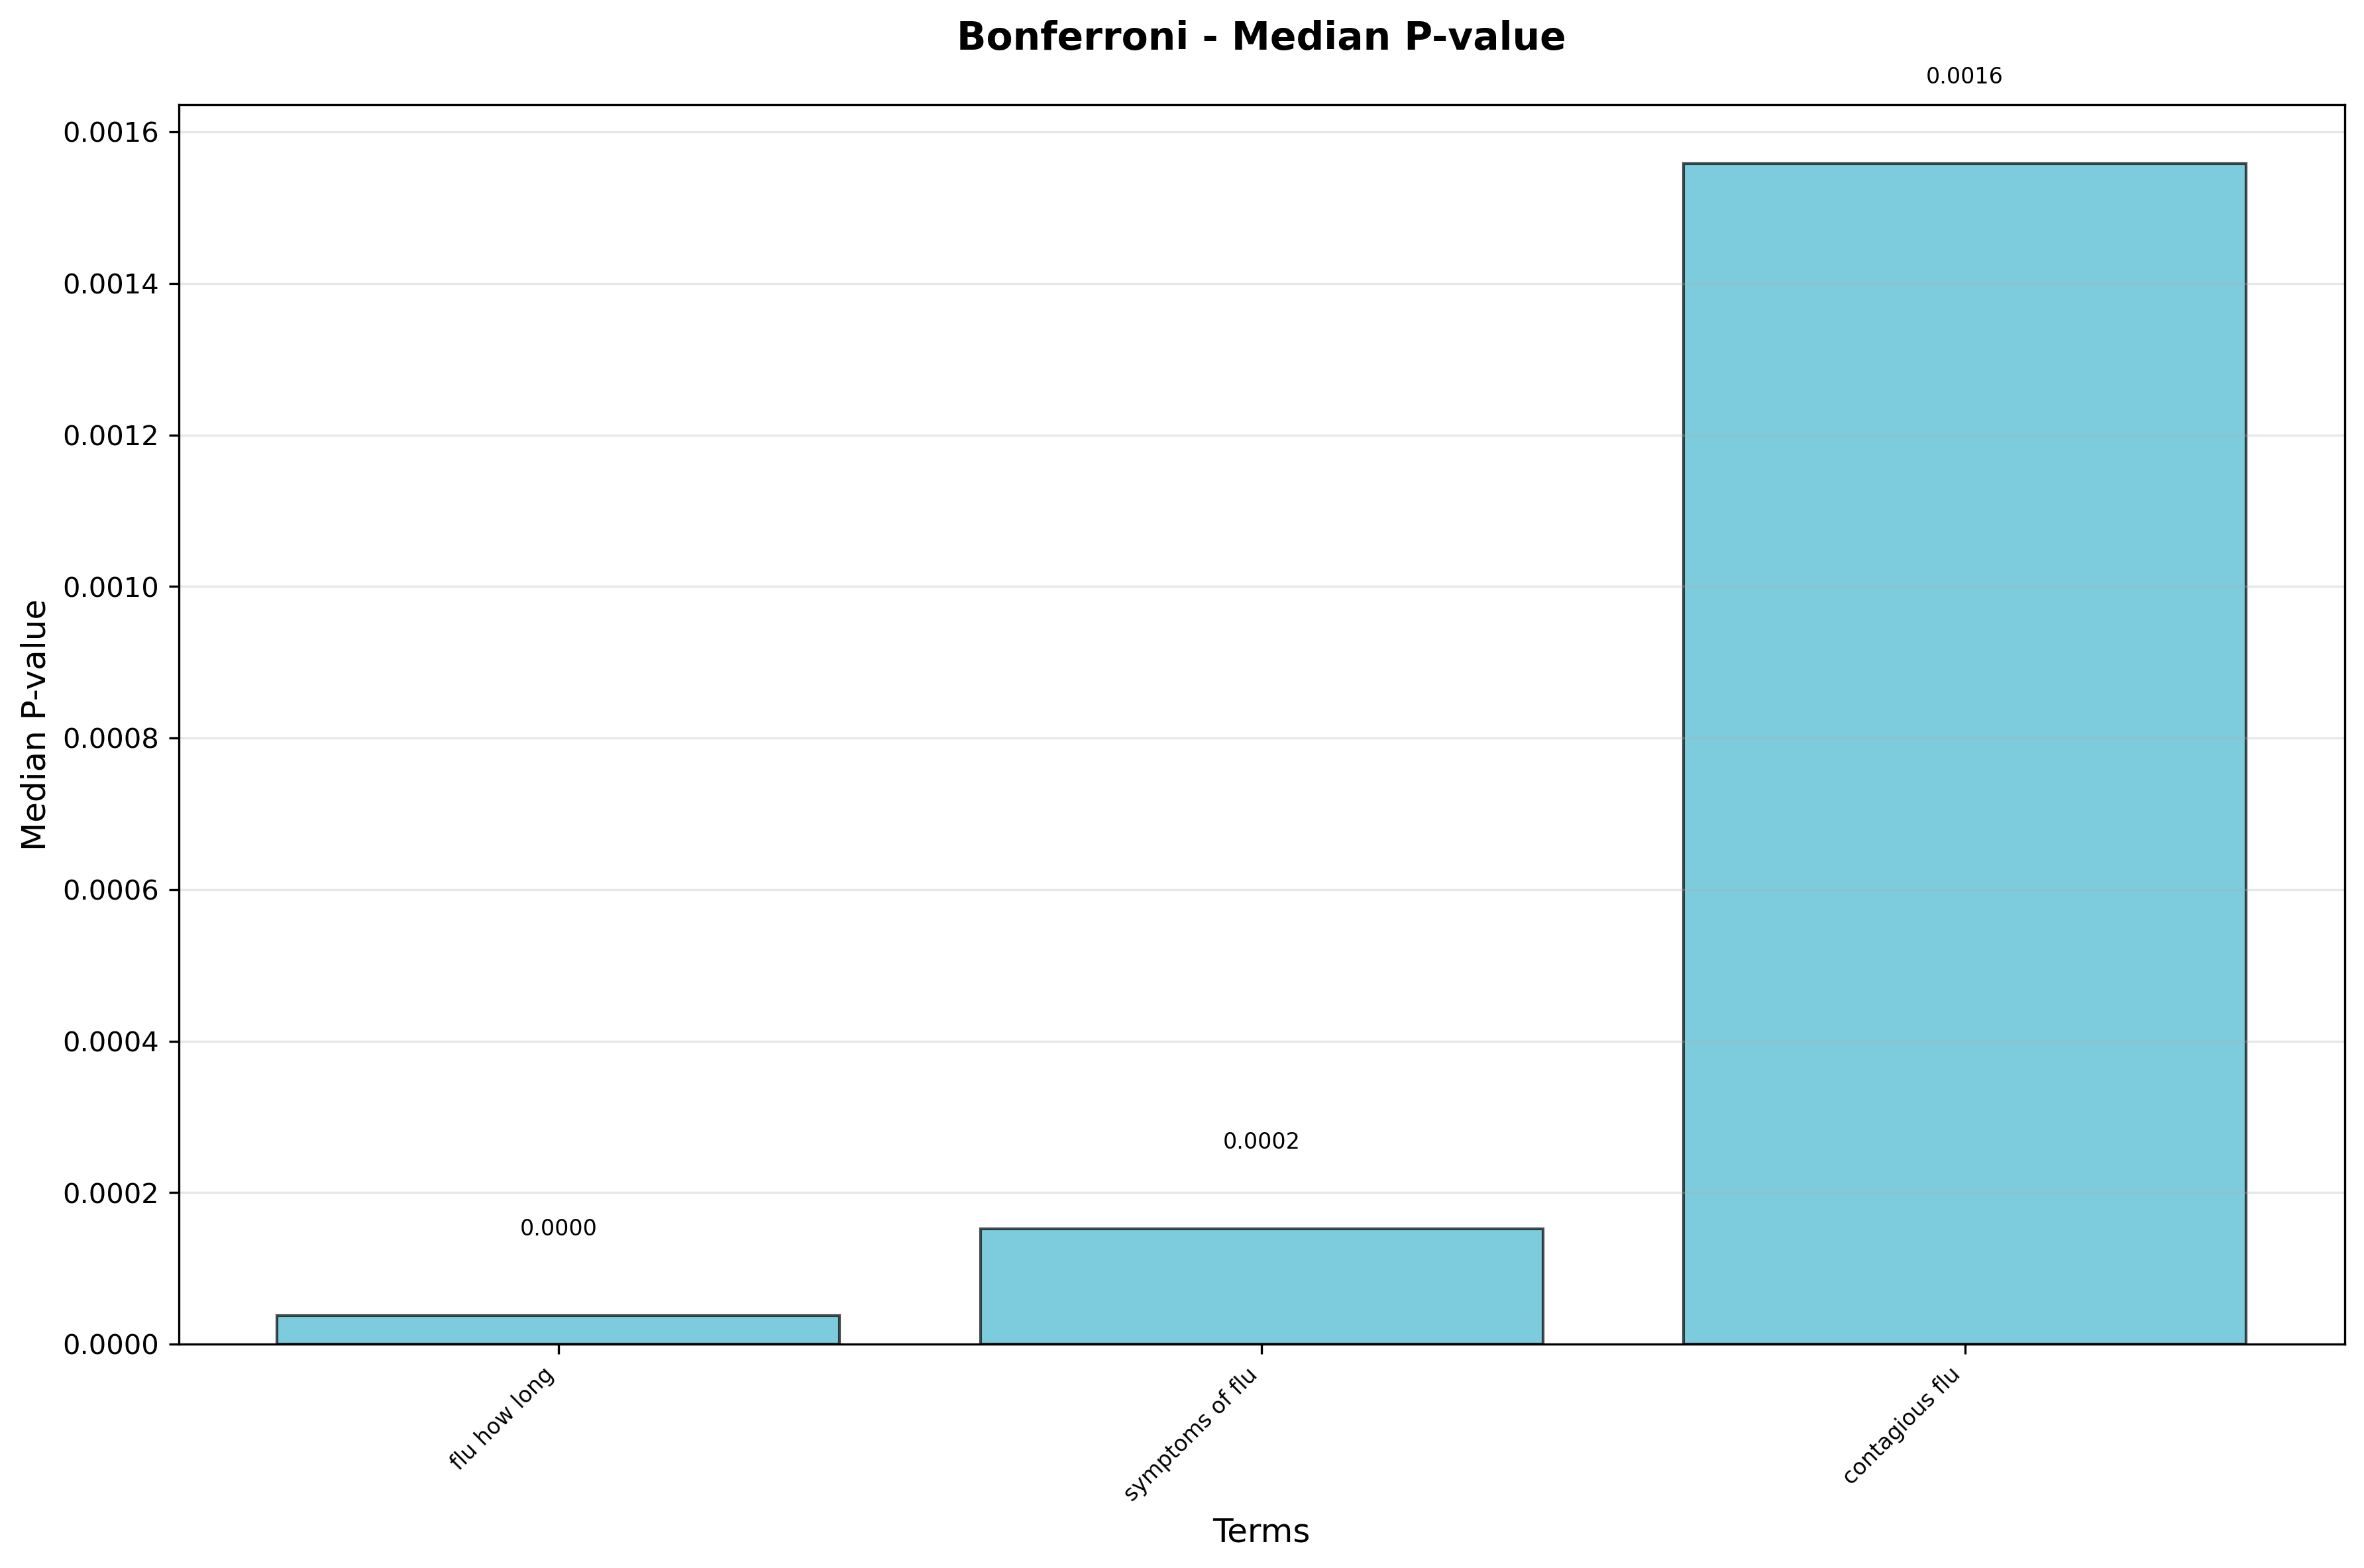 Bonferroni - Median P-value
0.0016
0.0016
0.0014
0.0012
0.0010
0.0008
0.0006
0.0004
0.0002
0.0000
Median P-value
0.0002
0.0000
flu how long
symptoms of flu
contagious flu
Terms